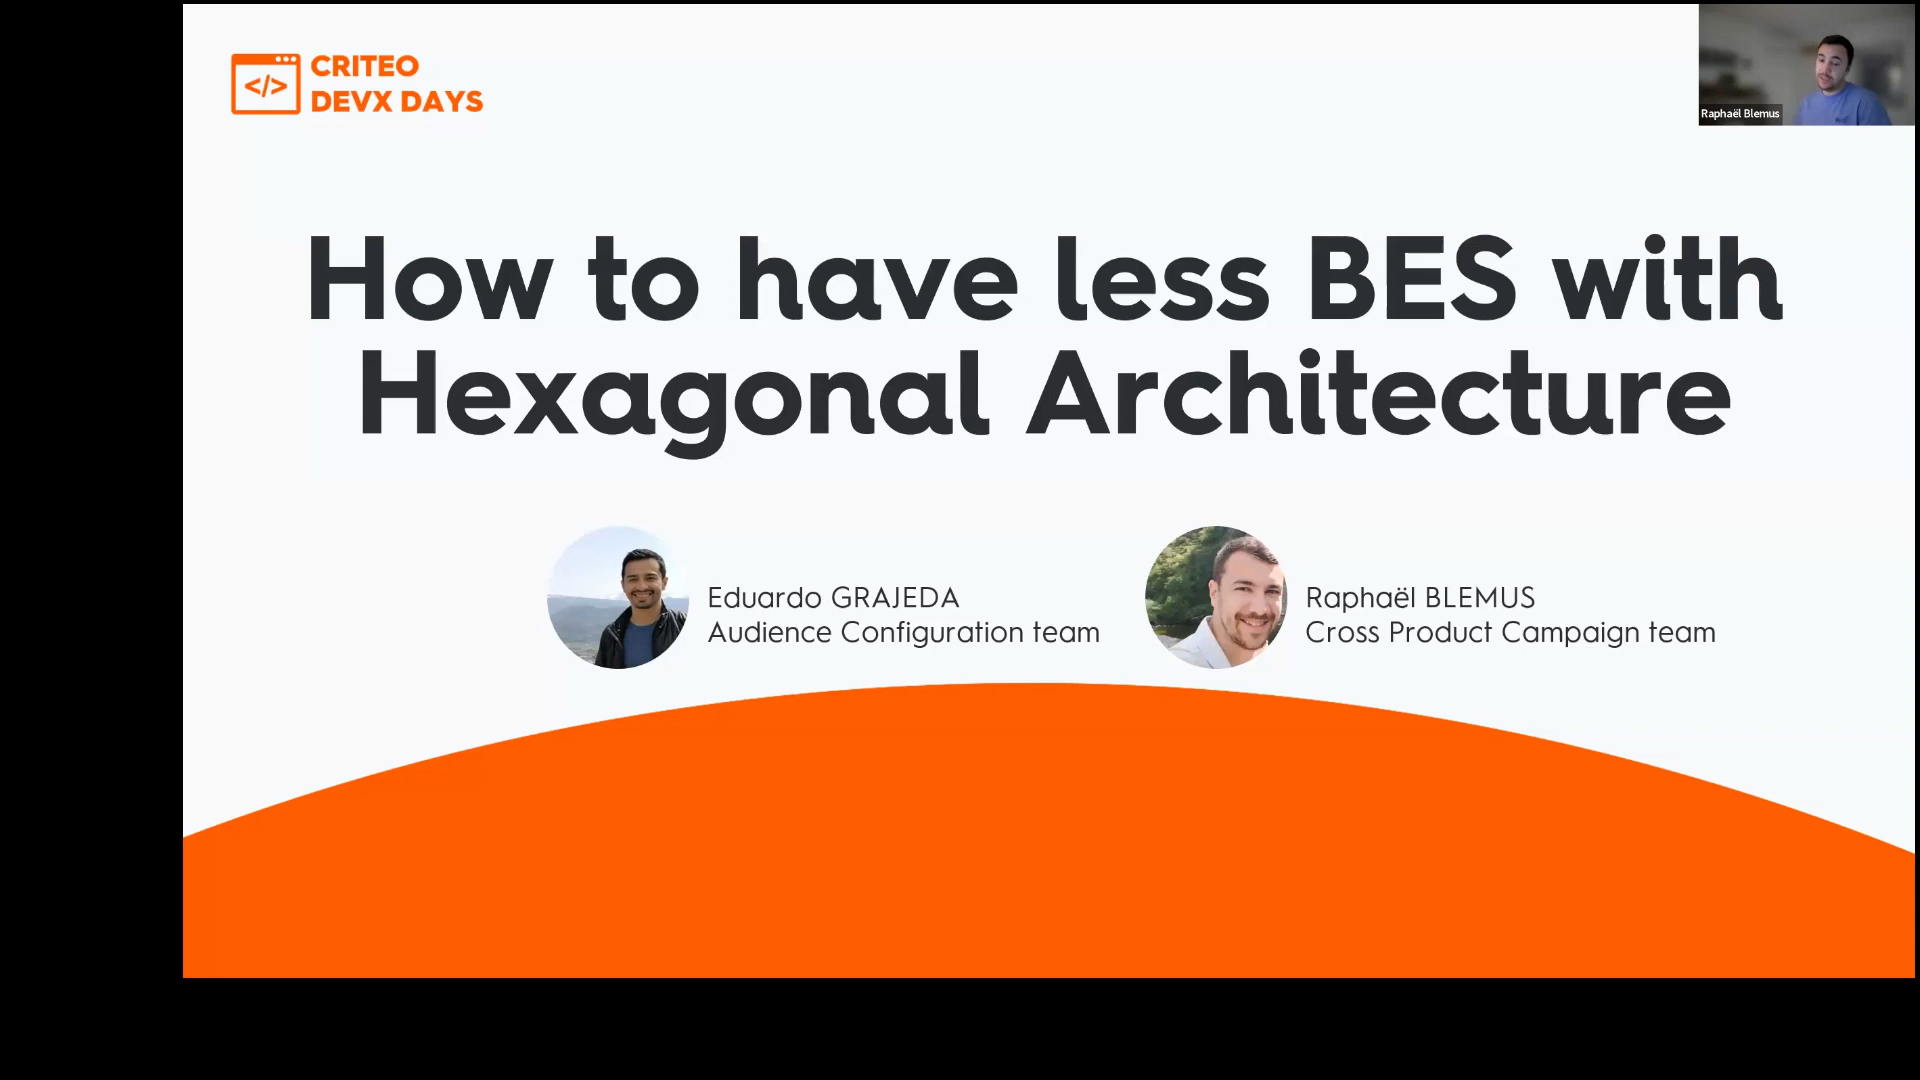 </>
CRITEO
DEVX DAYS
Raphaël Blemus
How to have less BES with
Hexagonal Architecture
Eduardo GRAJEDA
Audience Configuration team
Raphaël BLEMUS
Cross Product Campaign team